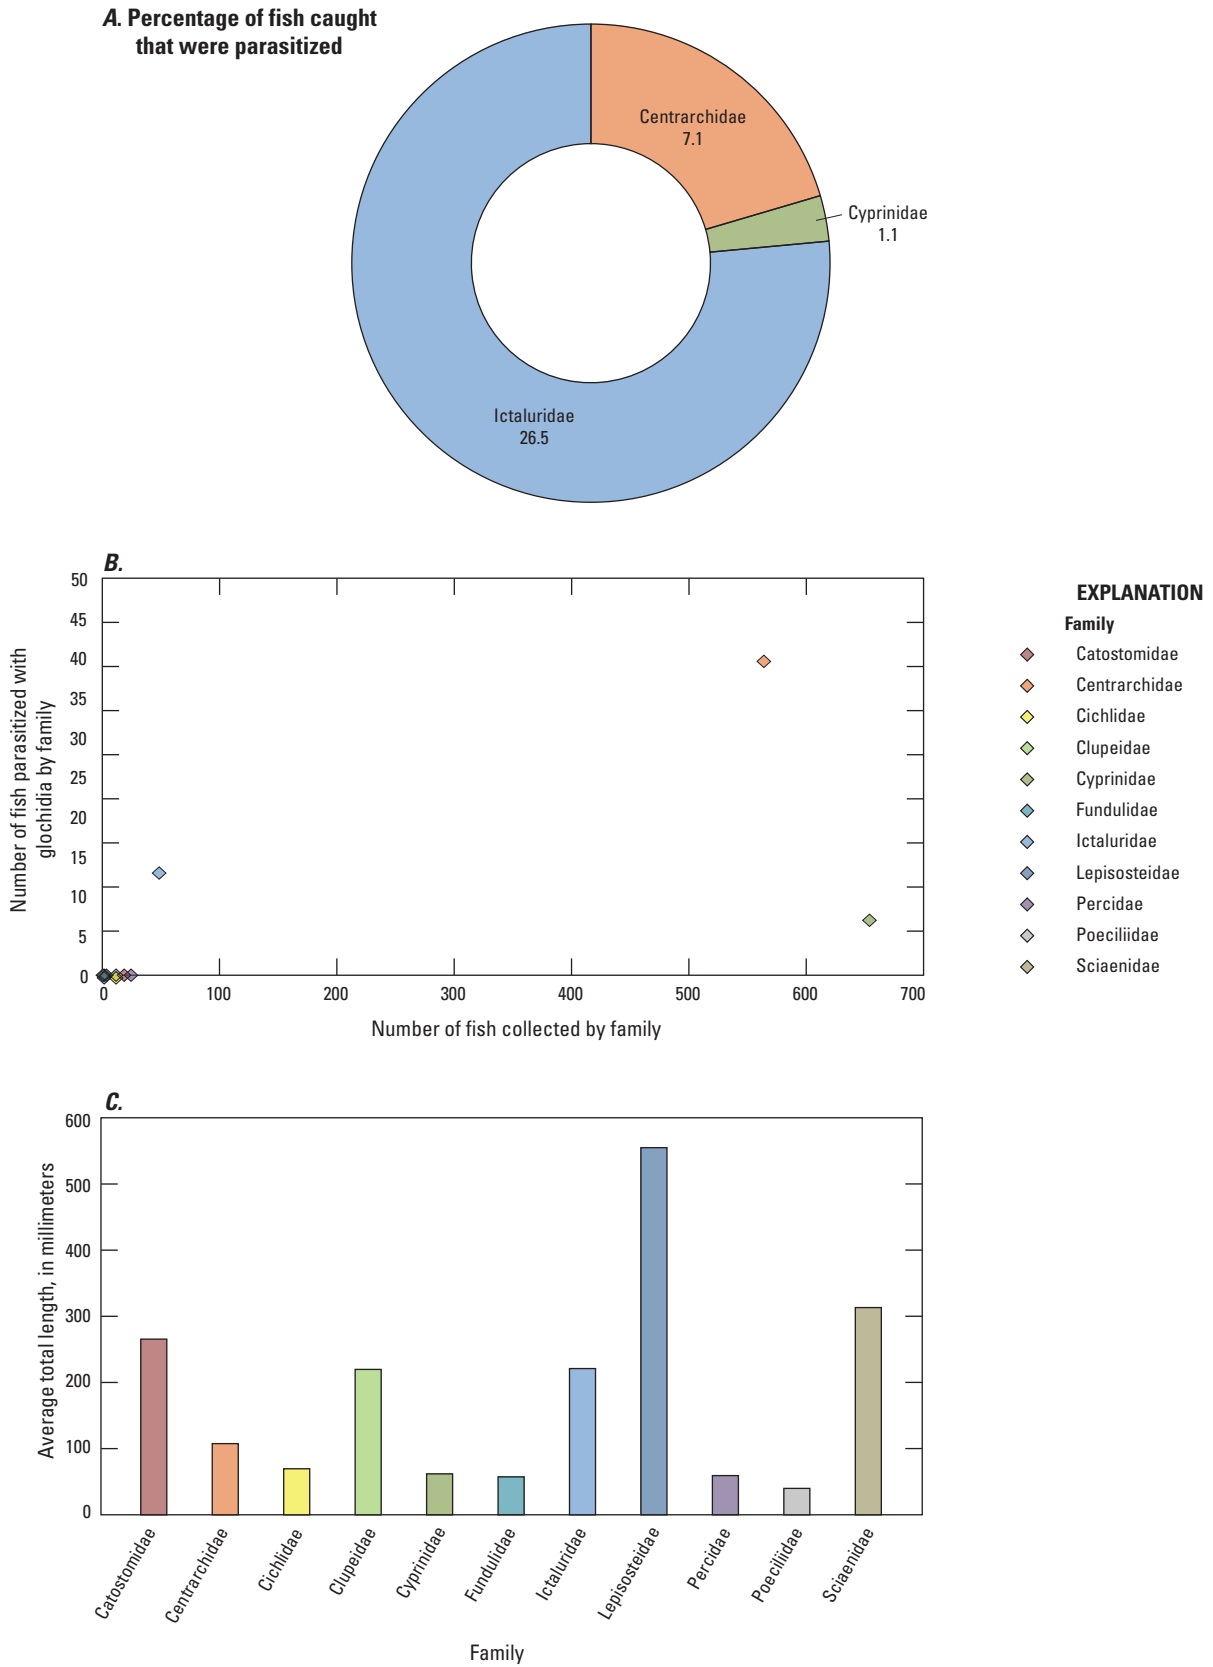 A. Percentage of fish caught
that were parasitized
Centrarchidae
7.1
Cyprinidae
1.1
Ictaluridae
26.5
B.
50
45
40
35
30
25
20
15
10
5
0
Number of fish parasitized with
glochidia by family
0 100 200 300 400 500 600 700
Number of fish collected by family
EXPLANATION
Family
Catostomidae
Centrarchidae
Cichlidae
Clupeidae
Cyprinidae
Fundulidae
Ictaluridae
Lepisosteidae
Percidae
Poeciliidae
Sciaenidae
C.
600
500
400
300
200
100
0
Average total length, in millimeters
Catostomidae
Centrarchidae
Cichlidae
Clupeidae
Cyprinidae
Fundulidae
Ictaluridae
Lepisosteidae
Percidae
Poeciliidae
Sciaenidae
Family